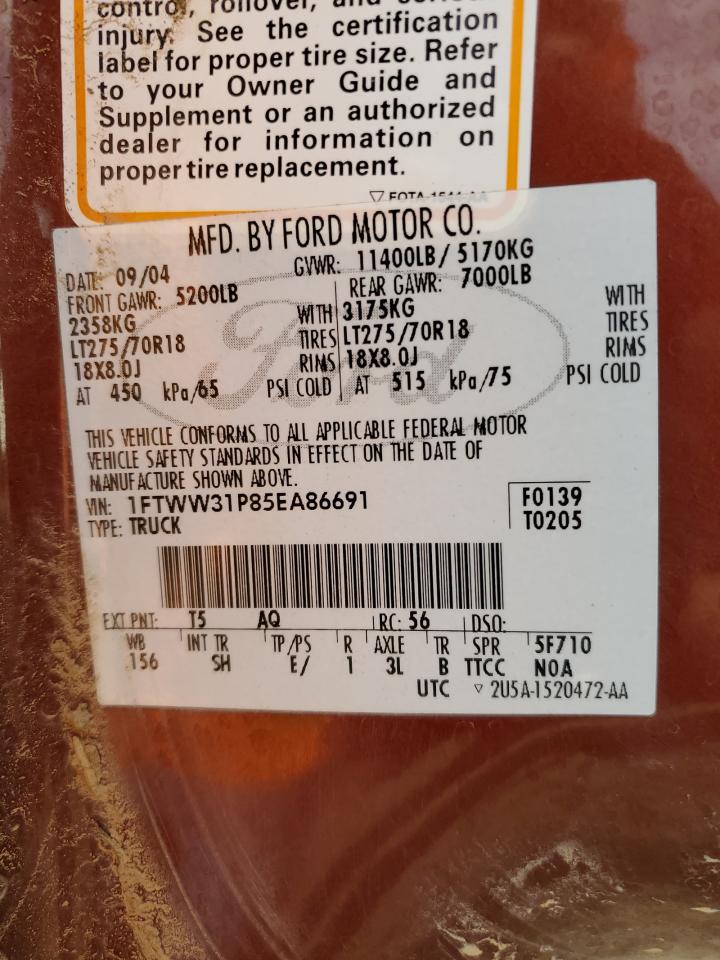 control, rollover, and serious
injury. See the certification
label for proper tire size. Refer
to your Owner Guide and
Supplement or an authorized
dealer for information on
proper tire replacement.
MFD. BY FORD MOTOR CO.
DATE: 09/04 GVWR: 11400LB/ 5170KG
FRONT GAWR: 5200LB REAR GAWR: 7000LB
2358KG WITH 3175KG WITH
LT275/70R18 TIRES LT275/70R18 TIRES
18X8.0J RIMS 18X8.0J RIMS
AT 450 kPa/65 PSI COLD AT 515 kPa/75 PSI COLD
Ford
THIS VEHICLE CONFORMS TO ALL APPLICABLE FEDERAL MOTOR
VEHICLE SAFETY STANDARDS IN EFFECT ON THE DATE OF
MANUFACTURE SHOWN ABOVE.
VIN: 1FTWW31P85EA86691 F0139
TYPE: TRUCK T0205
EXT PNT: T5 AQ RC: 56 DSO:
WB INT TR TP/PS R AXLE TR SPR 5F710
156 SH E/ 1 3L B TTCC N0A
UTC ▽ 2U5A-1520472-AA